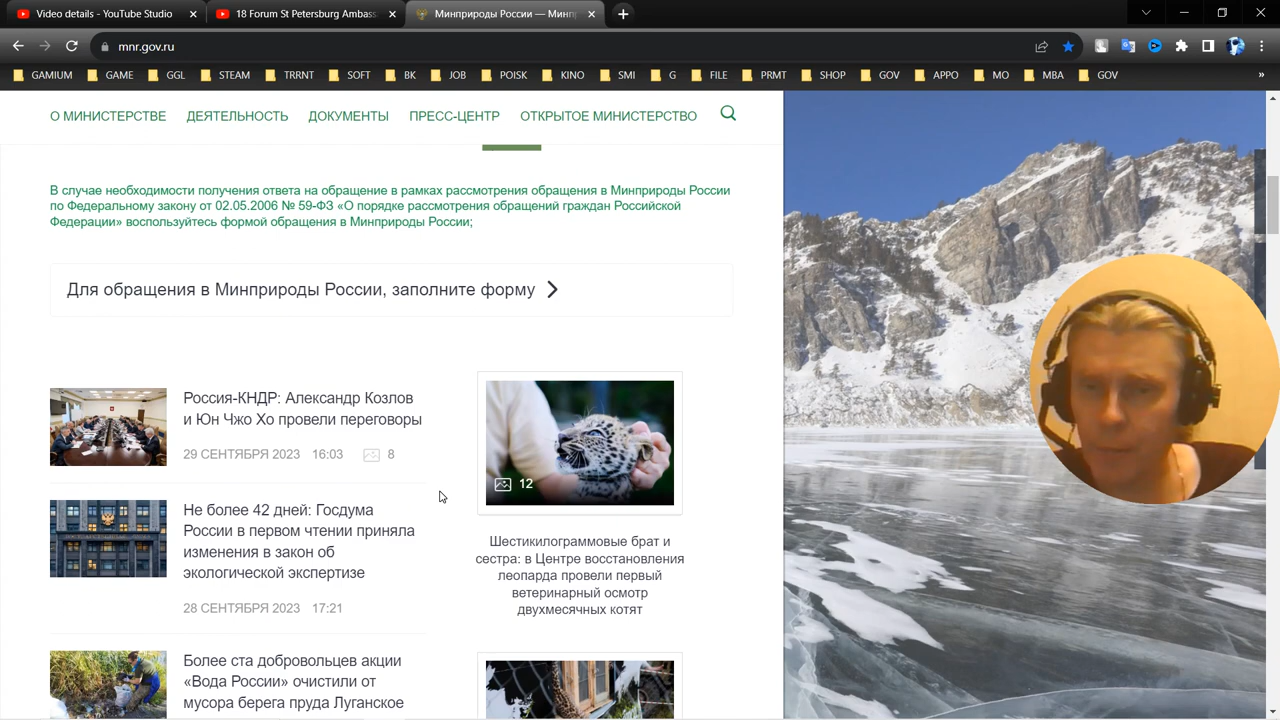 Video details - YouTube Studio
18 Forum St Petersburg Ambass
Минприроды России — Минп
mnr.gov.ru
GAMIUM GAME GGL STEAM TRRNT SOFT BK JOB POISK KINO SMI G FILE PRMT SHOP GOV APPO MO MBA GOV »
О МИНИСТЕРСТВЕ ДЕЯТЕЛЬНОСТЬ ДОКУМЕНТЫ ПРЕСС-ЦЕНТР ОТКРЫТОЕ МИНИСТЕРСТВО
В случае необходимости получения ответа на обращение в рамках рассмотрения обращения в Минприроды России
по Федеральному закону от 02.05.2006 № 59-ФЗ «О порядке рассмотрения обращений граждан Российской
Федерации» воспользуйтесь формой обращения в Минприроды России;
Для обращения в Минприроды России, заполните форму
Россия-КНДР: Александр Козлов
и Юн Чжо Хо провели переговоры
29 СЕНТЯБРЯ 2023 16:03 8
Не более 42 дней: Госдума
России в первом чтении приняла
изменения в закон об
экологической экспертизе
28 СЕНТЯБРЯ 2023 17:21
Более ста добровольцев акции
«Вода России» очистили от
мусора берега пруда Луганское
12
Шестикилограммовые брат и
сестра: в Центре восстановления
леопарда провели первый
ветеринарный осмотр
двухмесячных котят